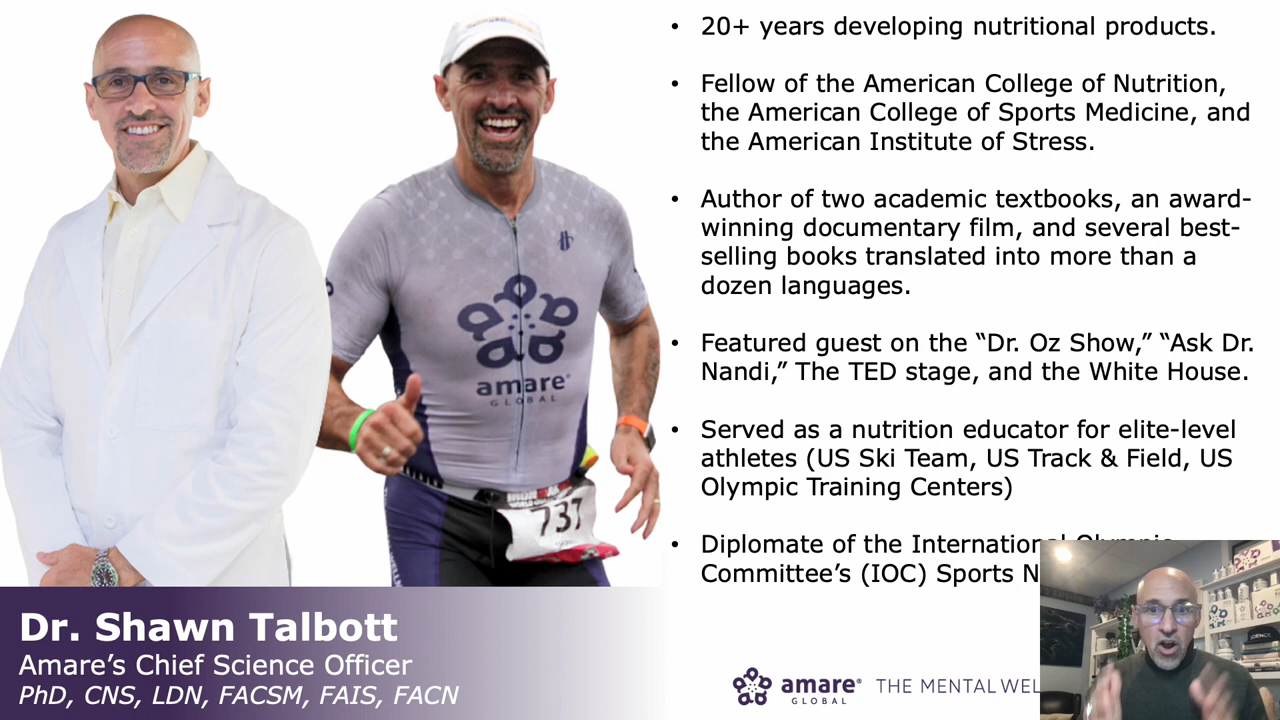 • 20+ years developing nutritional products.
• Fellow of the American College of Nutrition,
the American College of Sports Medicine, and
the American Institute of Stress.
• Author of two academic textbooks, an award-
winning documentary film, and several best-
selling books translated into more than a
dozen languages.
• Featured guest on the “Dr. Oz Show,” “Ask Dr.
Nandi,” The TED stage, and the White House.
• Served as a nutrition educator for elite-level
athletes (US Ski Team, US Track & Field, US
Olympic Training Centers)
• Diplomate of the International Olympic
Committee’s (IOC) Sports N
amare®
GLOBAL
737
Dr. Shawn Talbott
Amare’s Chief Science Officer
PhD, CNS, LDN, FACSM, FAIS, FACN
amare®
GLOBAL
THE MENTAL WEL
SCIENCE